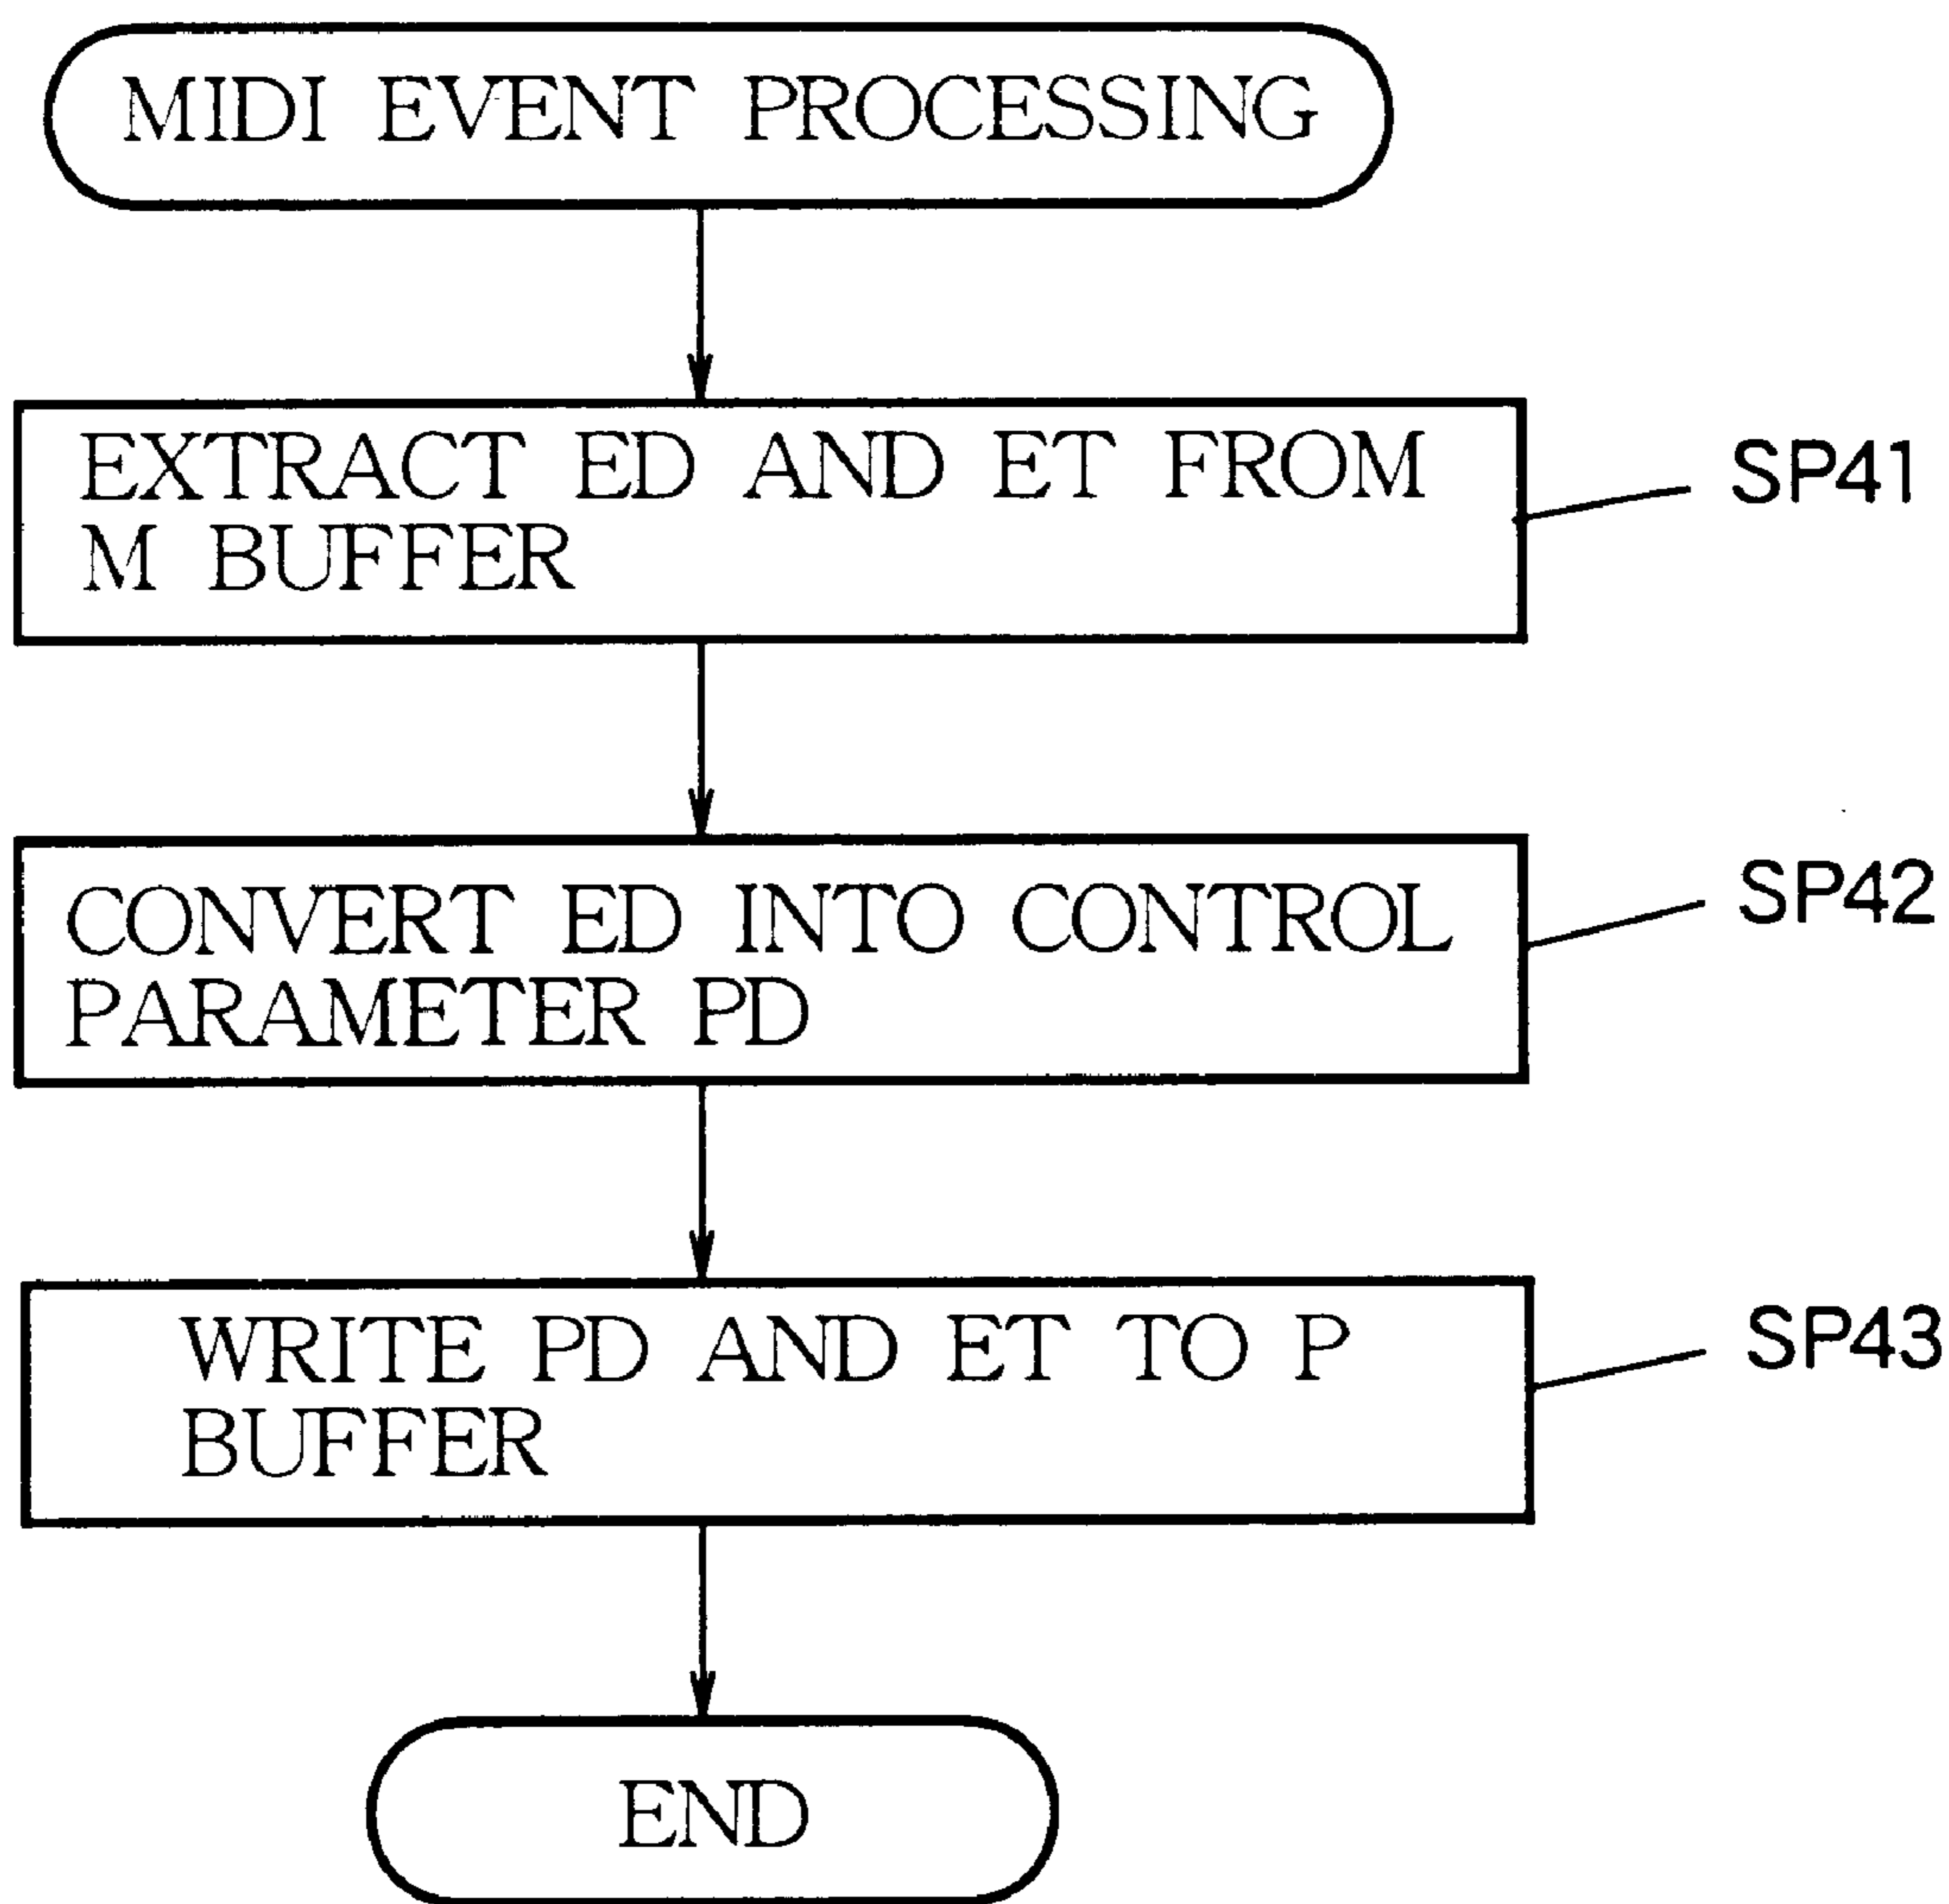 MIDI EVENT PROCESSING
EXTRACT ED AND ET FROM
M BUFFER
SP41
CONVERT ED INTO CONTROL
PARAMETER PD
SP42
WRITE PD AND ET TO P
BUFFER
SP43
END